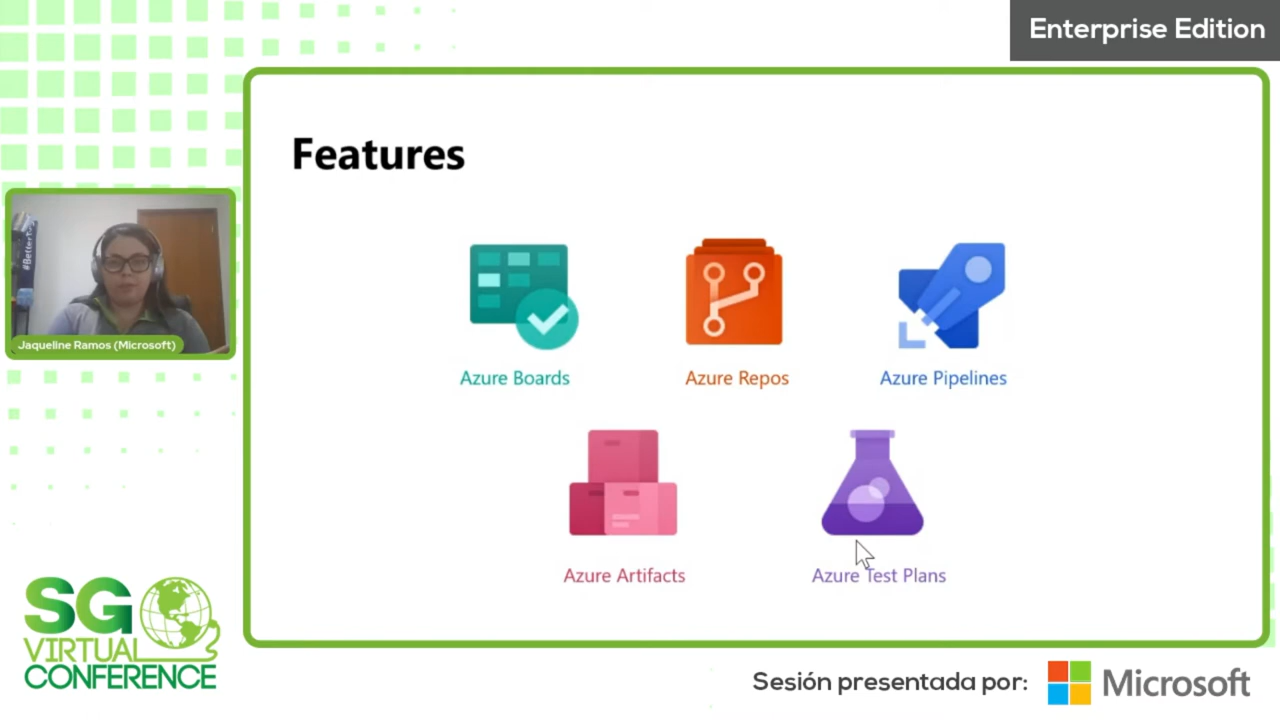 Enterprise Edition
Features
#BetterT
Jaqueline Ramos (Microsoft)
Azure Boards
Azure Repos
Azure Pipelines
Azure Artifacts
Azure Test Plans
SG
VIRTUAL
CONFERENCE
Sesión presentada por:
Microsoft